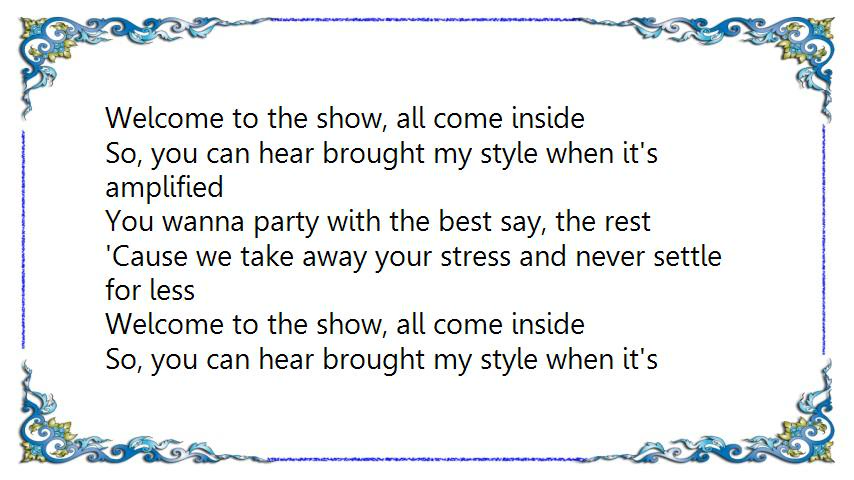 Welcome to the show, all come inside
So, you can hear brought my style when it's
amplified
You wanna party with the best say, the rest
'Cause we take away your stress and never settle
for less
Welcome to the show, all come inside
So, you can hear brought my style when it's